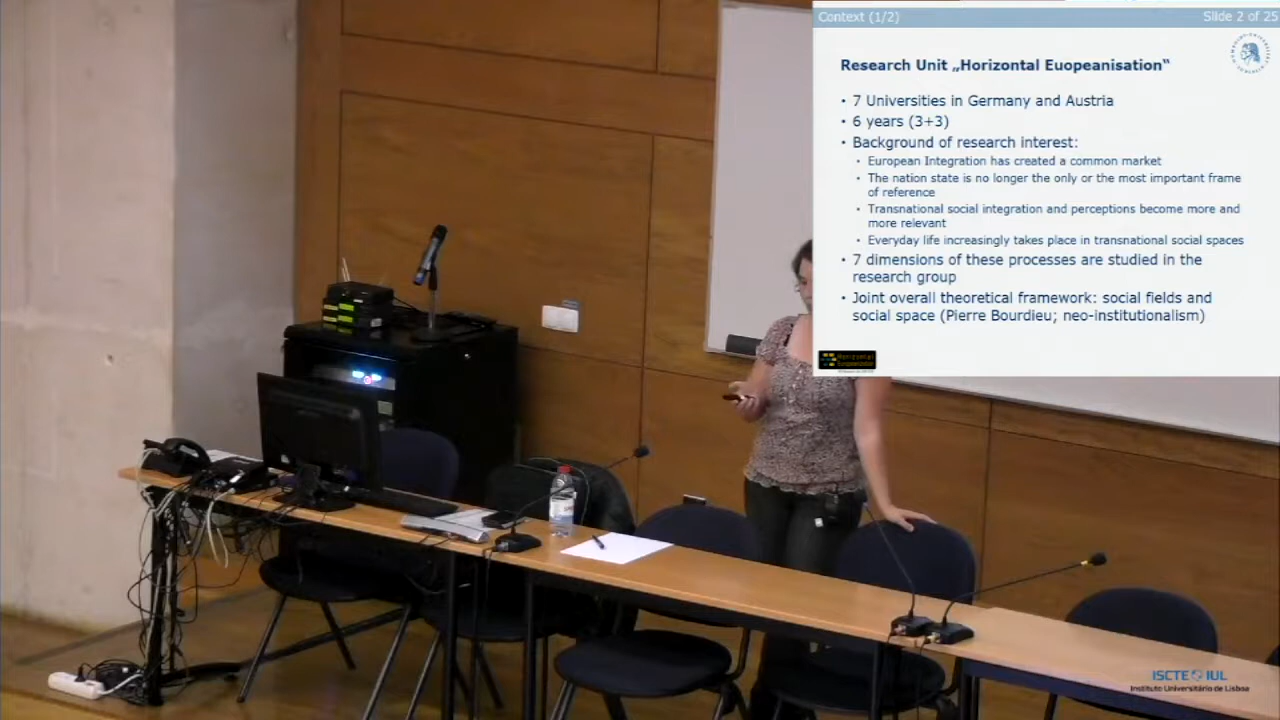 Context (1/2)
Slide 2 of 25
Research Unit „Horizontal Euopeanisation“
• 7 Universities in Germany and Austria
• 6 years (3+3)
• Background of research interest:
• European Integration has created a common market
• The nation state is no longer the only or the most important frame
of reference
• Transnational social integration and perceptions become more and
more relevant
• Everyday life increasingly takes place in transnational social spaces
• 7 dimensions of these processes are studied in the
research group
• Joint overall theoretical framework: social fields and
social space (Pierre Bourdieu; neo-institutionalism)
Horizontal
Europeanization
ISCTE IUL
Instituto Universitário de Lisboa